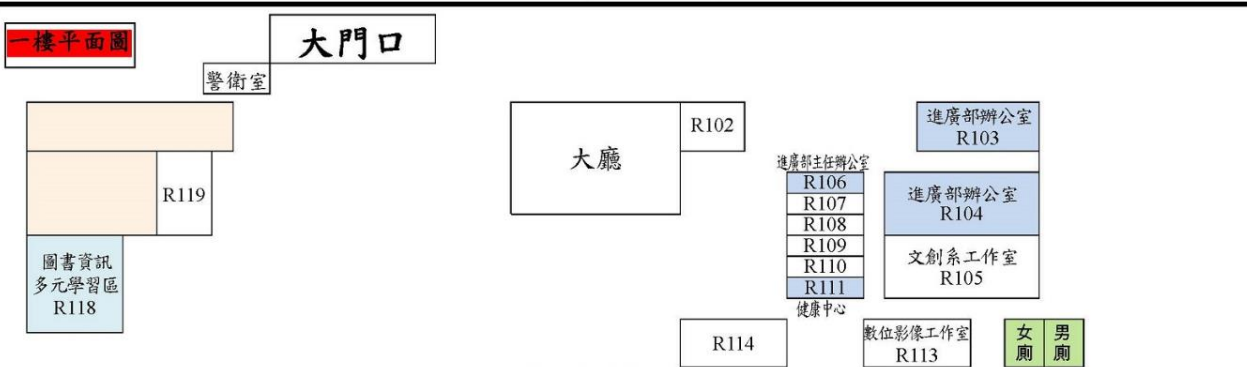 一樓平面圖
大門口
警衛室
R119
圖書資訊
多元學習區
R118
大廳
R102
進廣部主任辦公室
R106
R107
R108
R109
R110
R111
健康中心
進廣部辦公室
R103
進廣部辦公室
R104
文創系工作室
R105
R114
數位影像工作室
R113
女廁
男廁